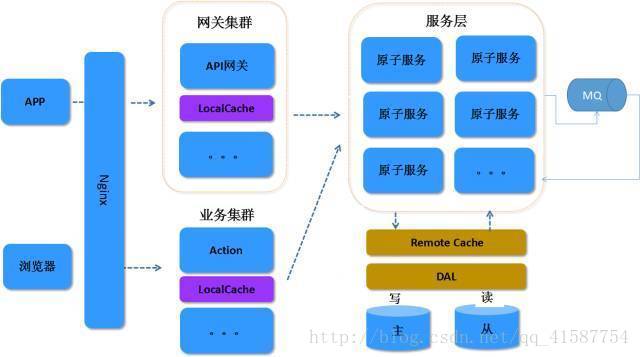 网关集群
API网关
LocalCache
。。。
APP
浏览器
Nginx
业务集群
Action
LocalCache
。。。
服务层
原子服务
原子服务
原子服务
原子服务
原子服务
。。。
MQ
Remote Cache
DAL
写
读
主
从
http://blog.csdn.net/qq_41587754